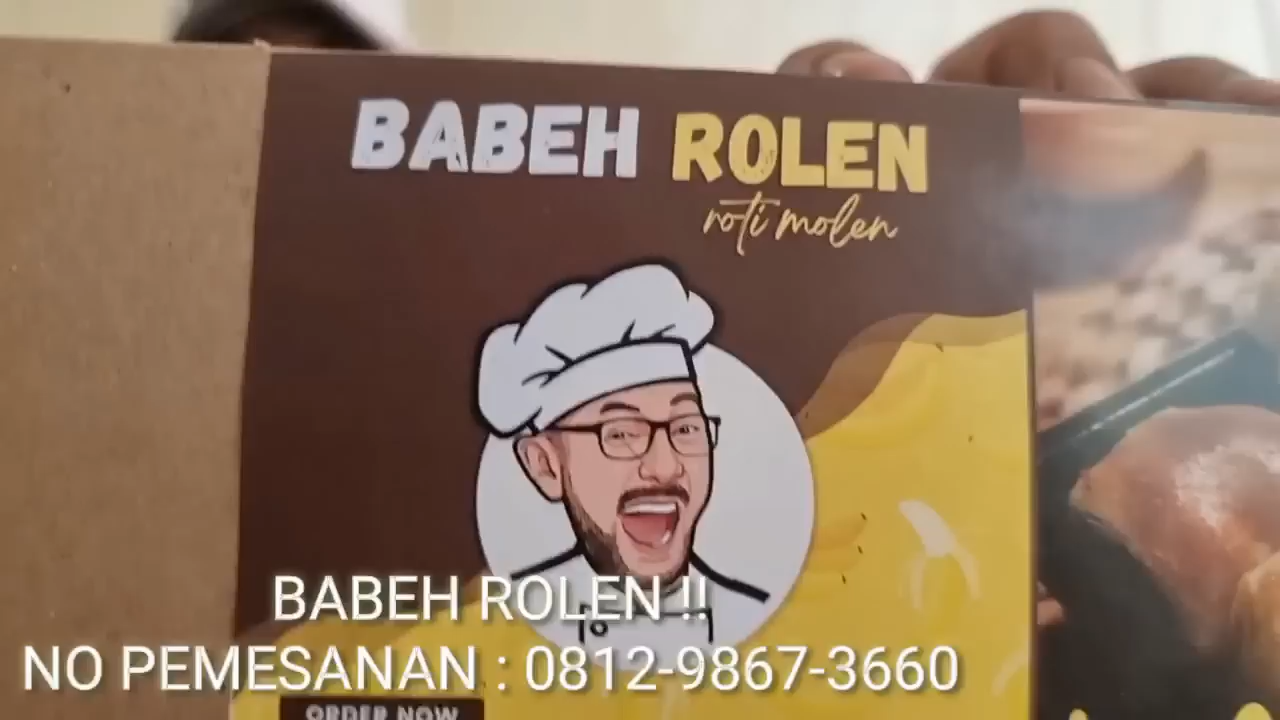 BABEH ROLEN
roti molen
BABEH ROLEN !!
NO PEMESANAN : 0812-9867-3660
ORDER NOW